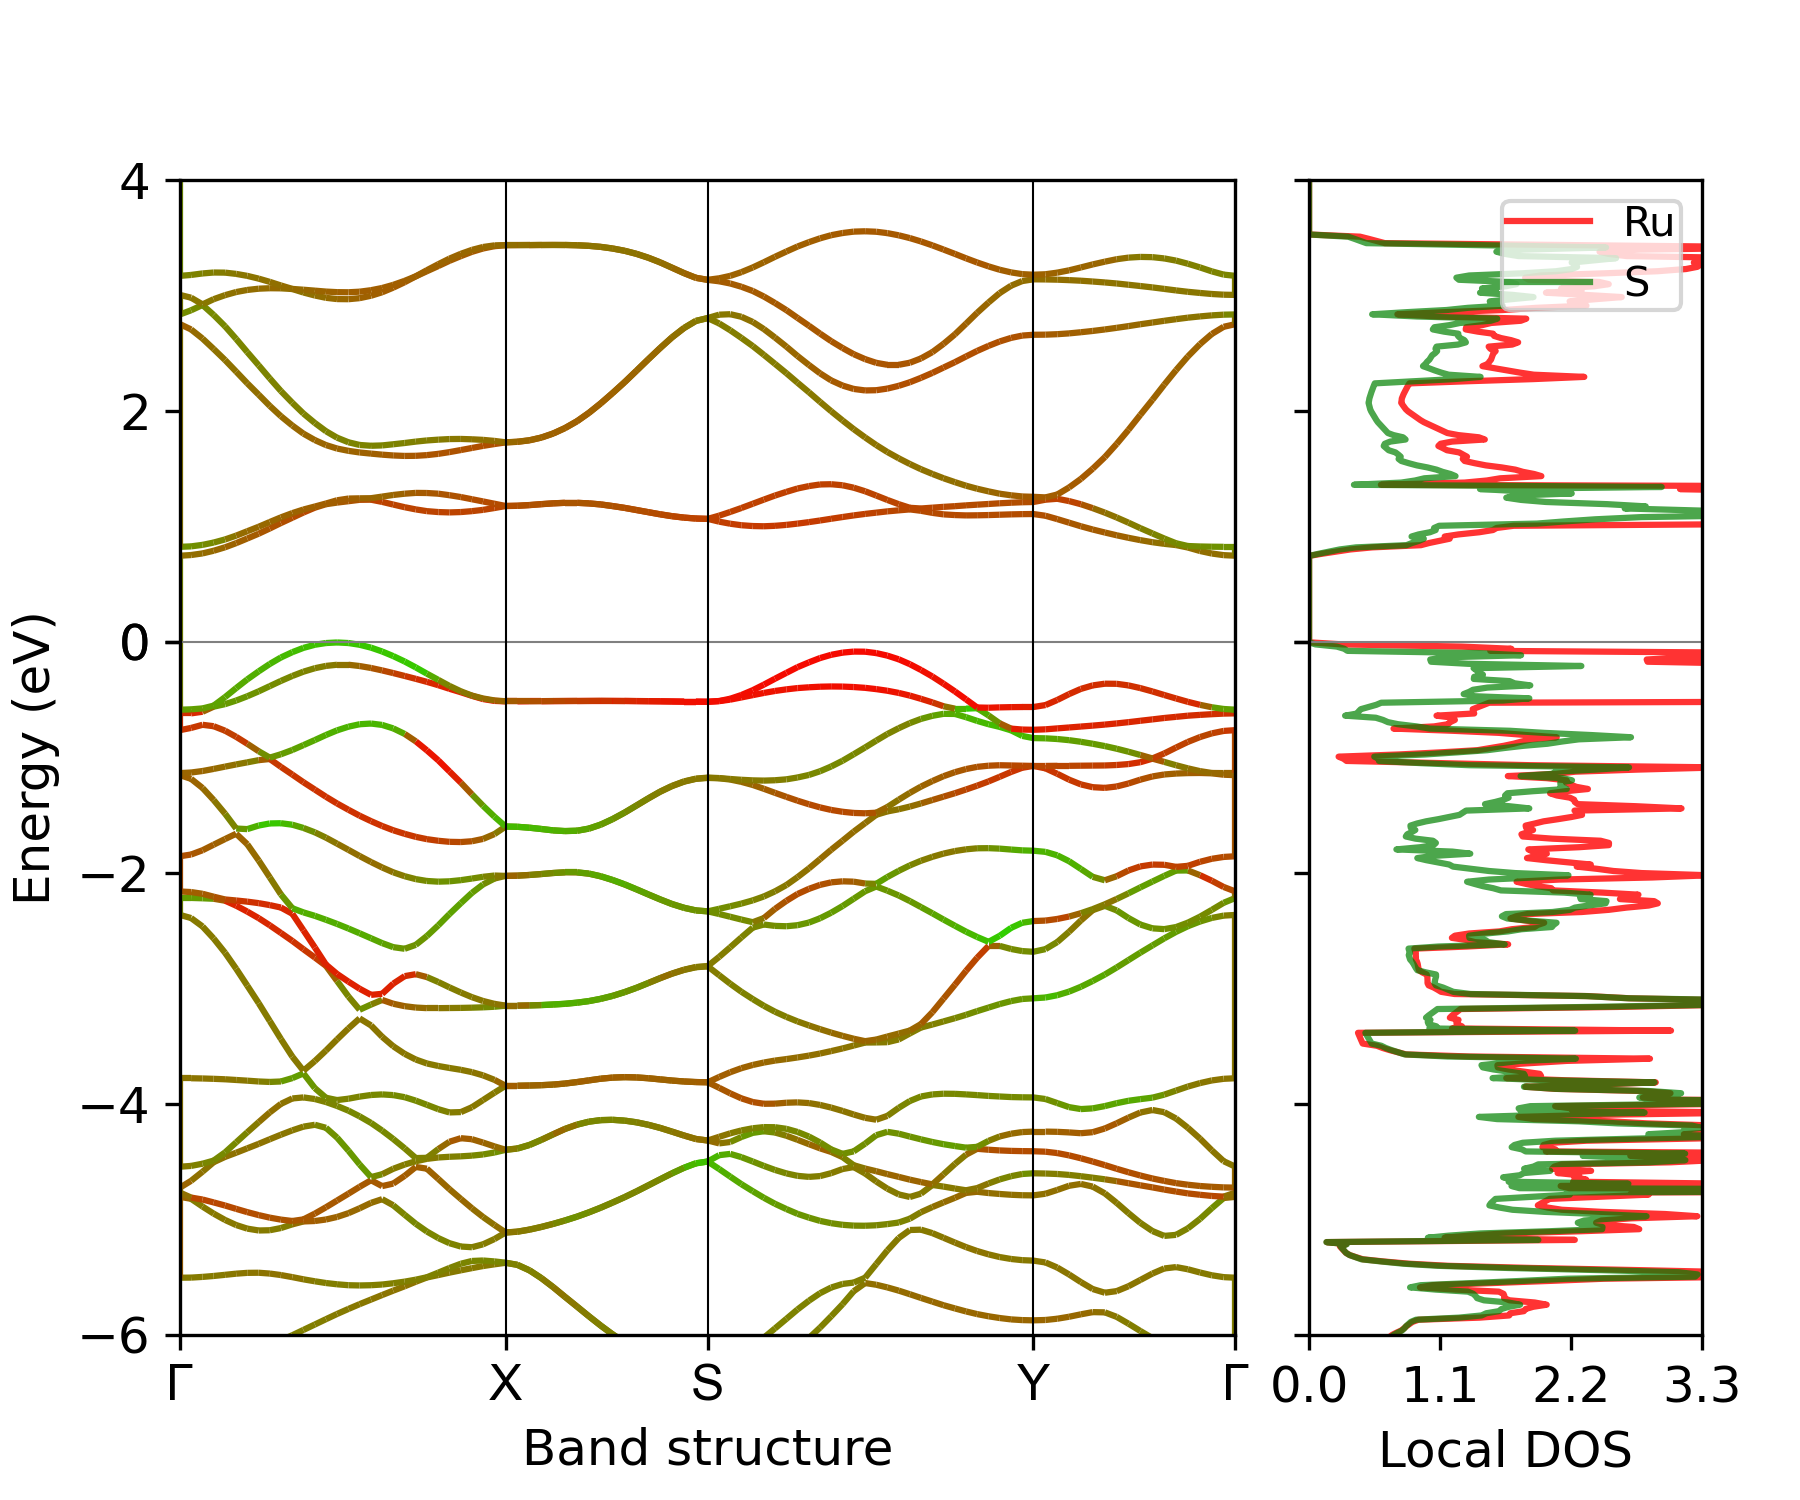 4
2
0
−2
−4
−6
Energy (eV)
Γ X S Y Γ
Band structure
Ru
S
0.0 1.1 2.2 3.3
Local DOS